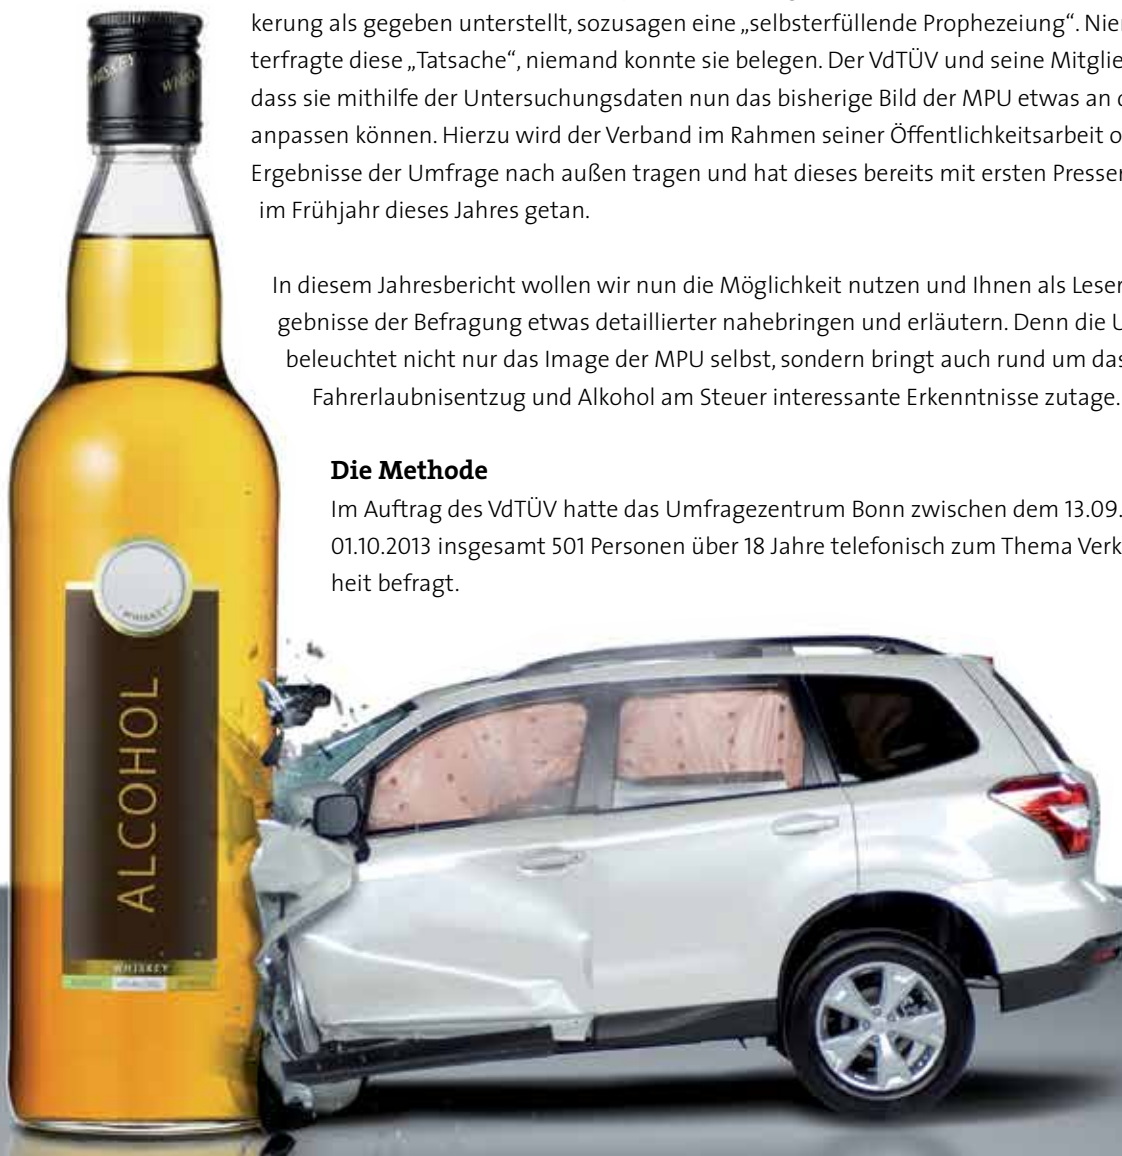 kerung als gegeben unterstellt, sozusagen eine „selbsterfüllende Prophezeiung“. Nie
terfragte diese „Tatsache“, niemand konnte sie belegen. Der VdTÜV und seine Mitglie
dass sie mithilfe der Untersuchungsdaten nun das bisherige Bild der MPU etwas an
anpassen können. Hierzu wird der Verband im Rahmen seiner Öffentlichkeitsarbeit
Ergebnisse der Umfrage nach außen tragen und hat dieses bereits mit ersten Presse
im Frühjahr dieses Jahres getan.
In diesem Jahresbericht wollen wir nun die Möglichkeit nutzen und Ihnen als Leser
gebnisse der Befragung etwas detaillierter nahebringen und erläutern. Denn die U
beleuchtet nicht nur das Image der MPU selbst, sondern bringt auch rund um das
Fahrerlaubnisentzug und Alkohol am Steuer interessante Erkenntnisse zutage.
Die Methode
Im Auftrag des VdTÜV hatte das Umfragezentrum Bonn zwischen dem 13.09.
01.10.2013 insgesamt 501 Personen über 18 Jahre telefonisch zum Thema Verk
heit befragt.
WHISKEY
WHISKEY
WHISKEY
ALCOHOL
WHISKEY